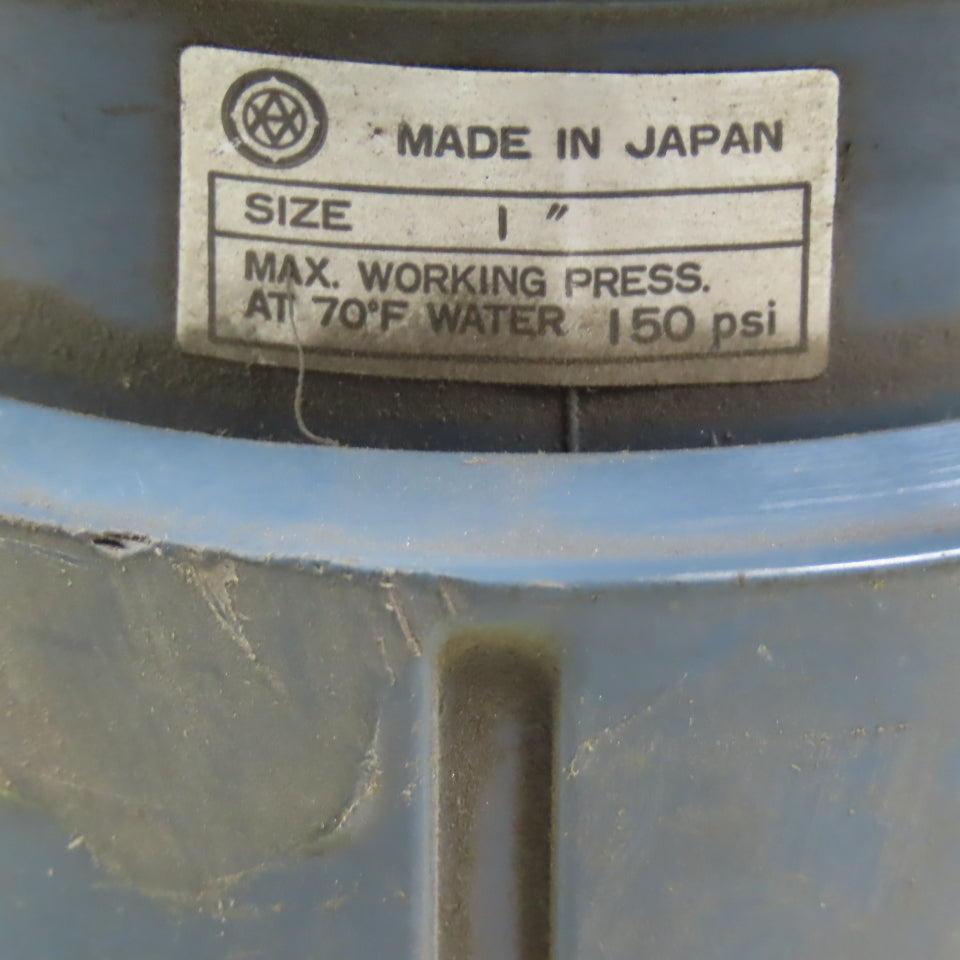 MADE IN JAPAN
SIZE 1"
MAX. WORKING PRESS.
AT 70°F WATER 150 psi